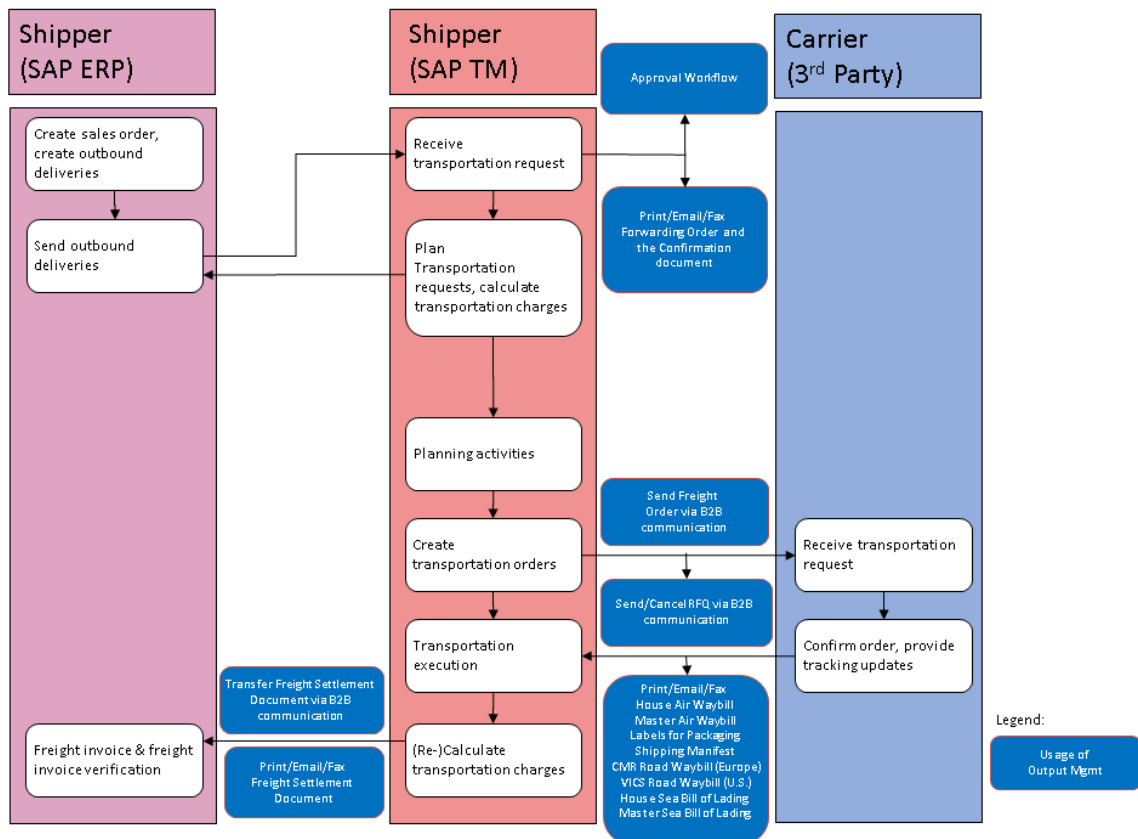 Shipper
(SAP ERP)
Shipper
(SAP TM)
Carrier
(3rd Party)
Approval Workflow
Create sales order,
create outbound
deliveries
Receive
transportation request
Print/Email/Fax
Forwarding Order and
the Confirmation
document
Send outbound
deliveries
Plan
Transportation
requests, calculate
transportation charges
Planning activities
Send Freight
Order via B2B
communication
Create
transportation orders
Receive transportation
request
Send/Cancel RFQ via B2B
communication
Transportation
execution
Confirm order, provide
tracking updates
Transfer Freight Settlement
Document via B2B
communication
Print/Email/Fax
House Air Waybill
Master Air Waybill
Labels for Packaging
Shipping Manifest
CMR Road Waybill (Europe)
VICS Road Waybill (U.S.)
House Sea Bill of Lading
Master Sea Bill of Lading
Freight invoice & freight
invoice verification
Print/Email/Fax
Freight Settlement
Document
(Re-)Calculate
transportation charges
Legend:
Usage of
Output Mgmt